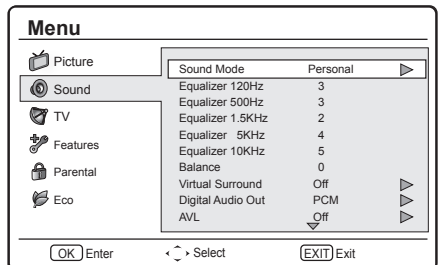 Menu
Picture
Sound
TV
Features
Parental
Eco
Sound Mode Personal
Equalizer 120Hz 3
Equalizer 500Hz 3
Equalizer 1.5KHz 2
Equalizer 5KHz 4
Equalizer 10KHz 5
Balance 0
Virtual Surround Off
Digital Audio Out PCM
AVL Off
OK Enter Select EXIT Exit